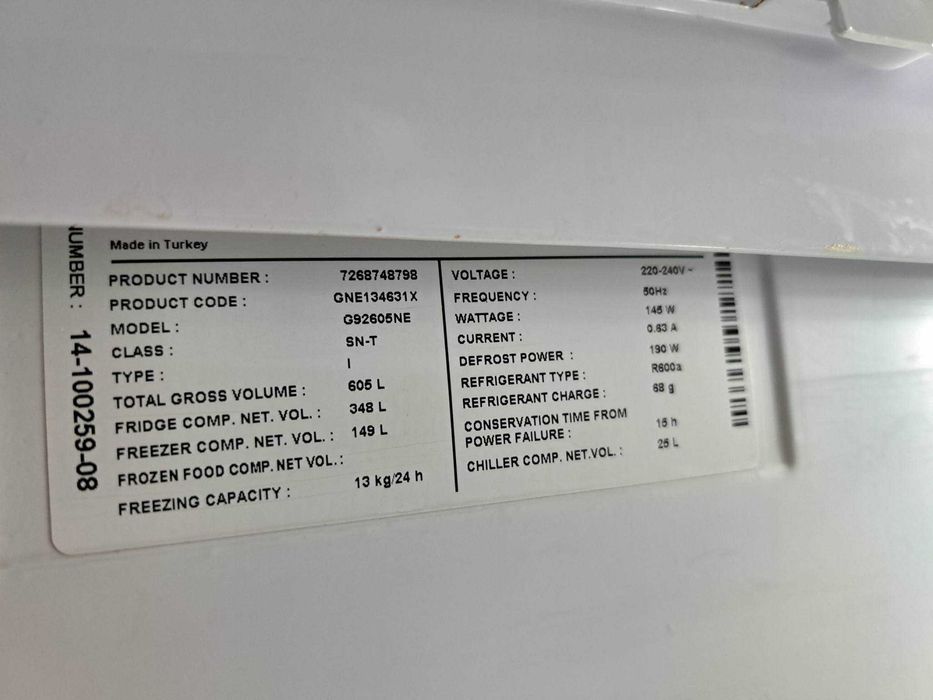 Made in Turkey
PRODUCT NUMBER : 7268748798
PRODUCT CODE : GNE134631X
MODEL : G92605NE
CLASS : SN-T
TYPE : I
TOTAL GROSS VOLUME : 605 L
FRIDGE COMP. NET. VOL. : 348 L
FREEZER COMP. NET. VOL. : 149 L
FROZEN FOOD COMP. NET VOL. :
FREEZING CAPACITY : 13 kg/24 h
VOLTAGE : 220-240V ~
FREQUENCY : 50Hz
WATTAGE : 145 W
CURRENT : 0.63 A
DEFROST POWER : 190 W
REFRIGERANT TYPE : R600a
REFRIGERANT CHARGE : 68 g
CONSERVATION TIME FROM
POWER FAILURE : 15 h
CHILLER COMP. NET.VOL. : 25 L
14-100259-08